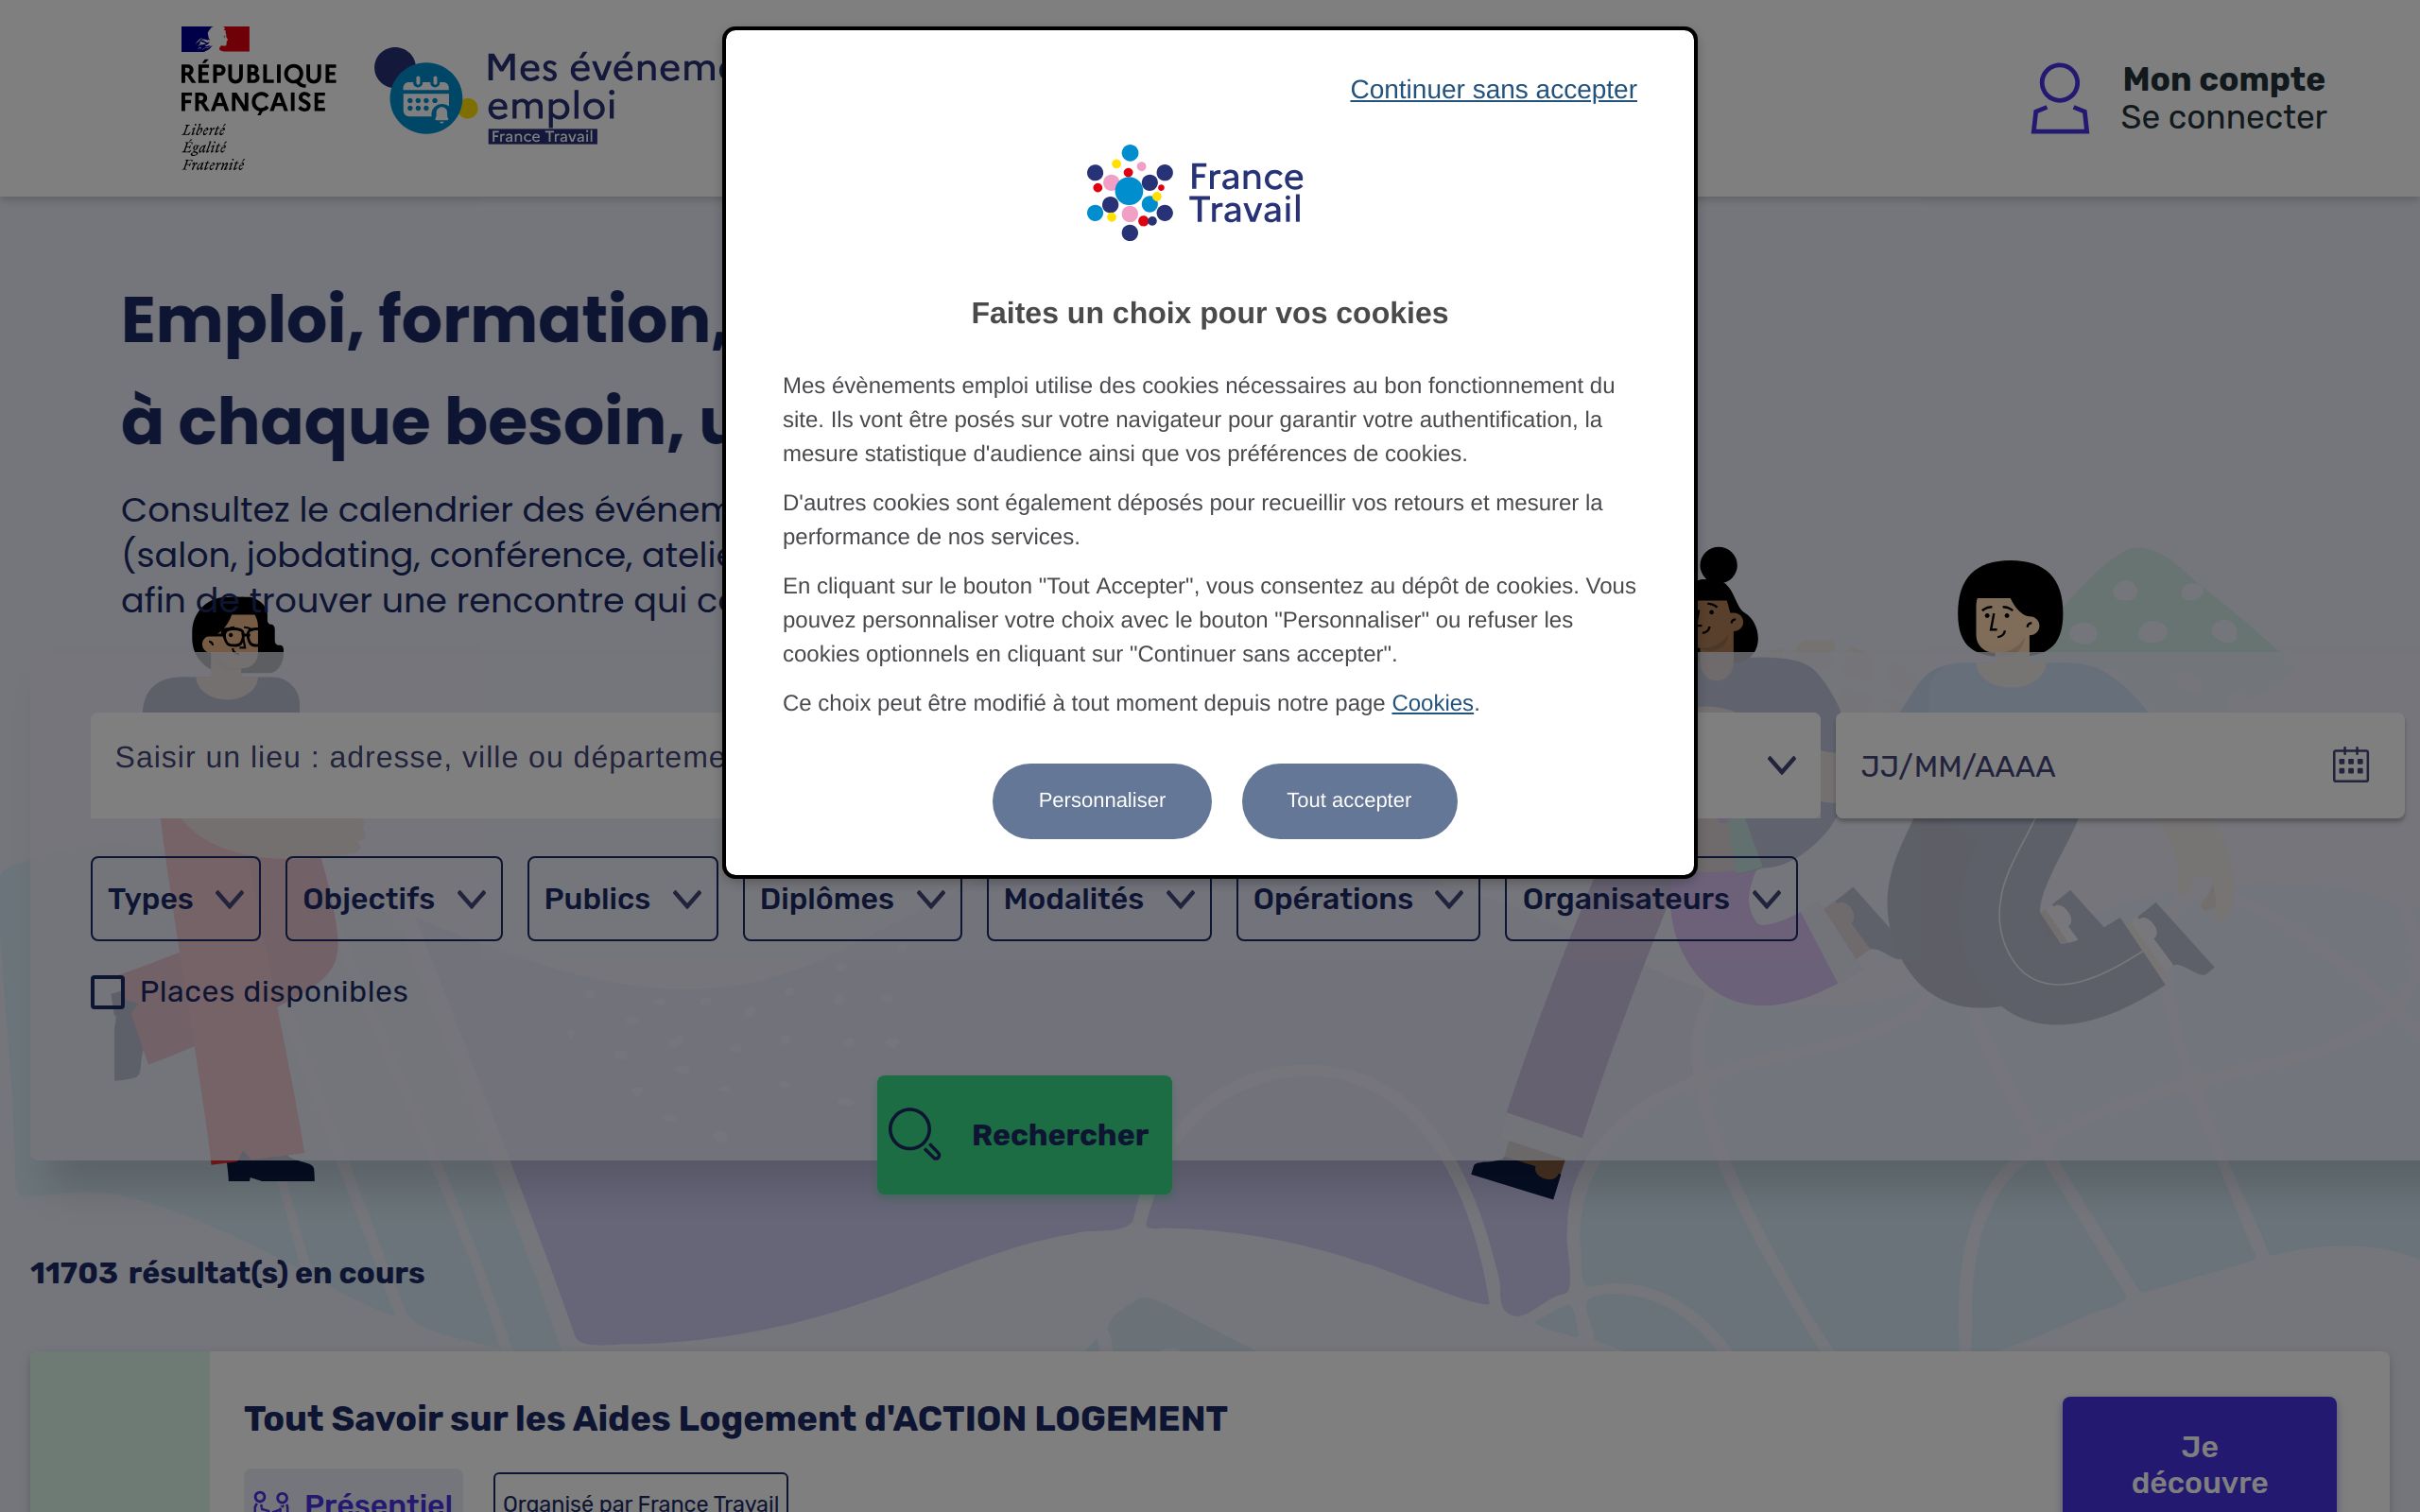 RÉPUBLIQUE
FRANÇAISE
Liberté
Égalité
Fraternité
Mes événem
emploi
France Travail
Mon compte
Se connecter
Continuer sans accepter
France
Travail
Faites un choix pour vos cookies
Mes évènements emploi utilise des cookies nécessaires au bon fonctionnement du
site. Ils vont être posés sur votre navigateur pour garantir votre authentification, la
mesure statistique d'audience ainsi que vos préférences de cookies.
D'autres cookies sont également déposés pour recueillir vos retours et mesurer la
performance de nos services.
En cliquant sur le bouton "Tout Accepter", vous consentez au dépôt de cookies. Vous
pouvez personnaliser votre choix avec le bouton "Personnaliser" ou refuser les
cookies optionnels en cliquant sur "Continuer sans accepter".
Ce choix peut être modifié à tout moment depuis notre page Cookies.
Personnaliser Tout accepter
Emploi, formation,
à chaque besoin, u
Consultez le calendrier des événem
(salon, jobdating, conférence, atelie
afin de trouver une rencontre qui c
Saisir un lieu : adresse, ville ou départeme
JJ/MM/AAAA
Types Objectifs Publics Diplômes Modalités Opérations Organisateurs
Places disponibles
Rechercher
11703 résultat(s) en cours
Tout Savoir sur les Aides Logement d'ACTION LOGEMENT
Présentiel Organisé par France Travail
Je
découvre